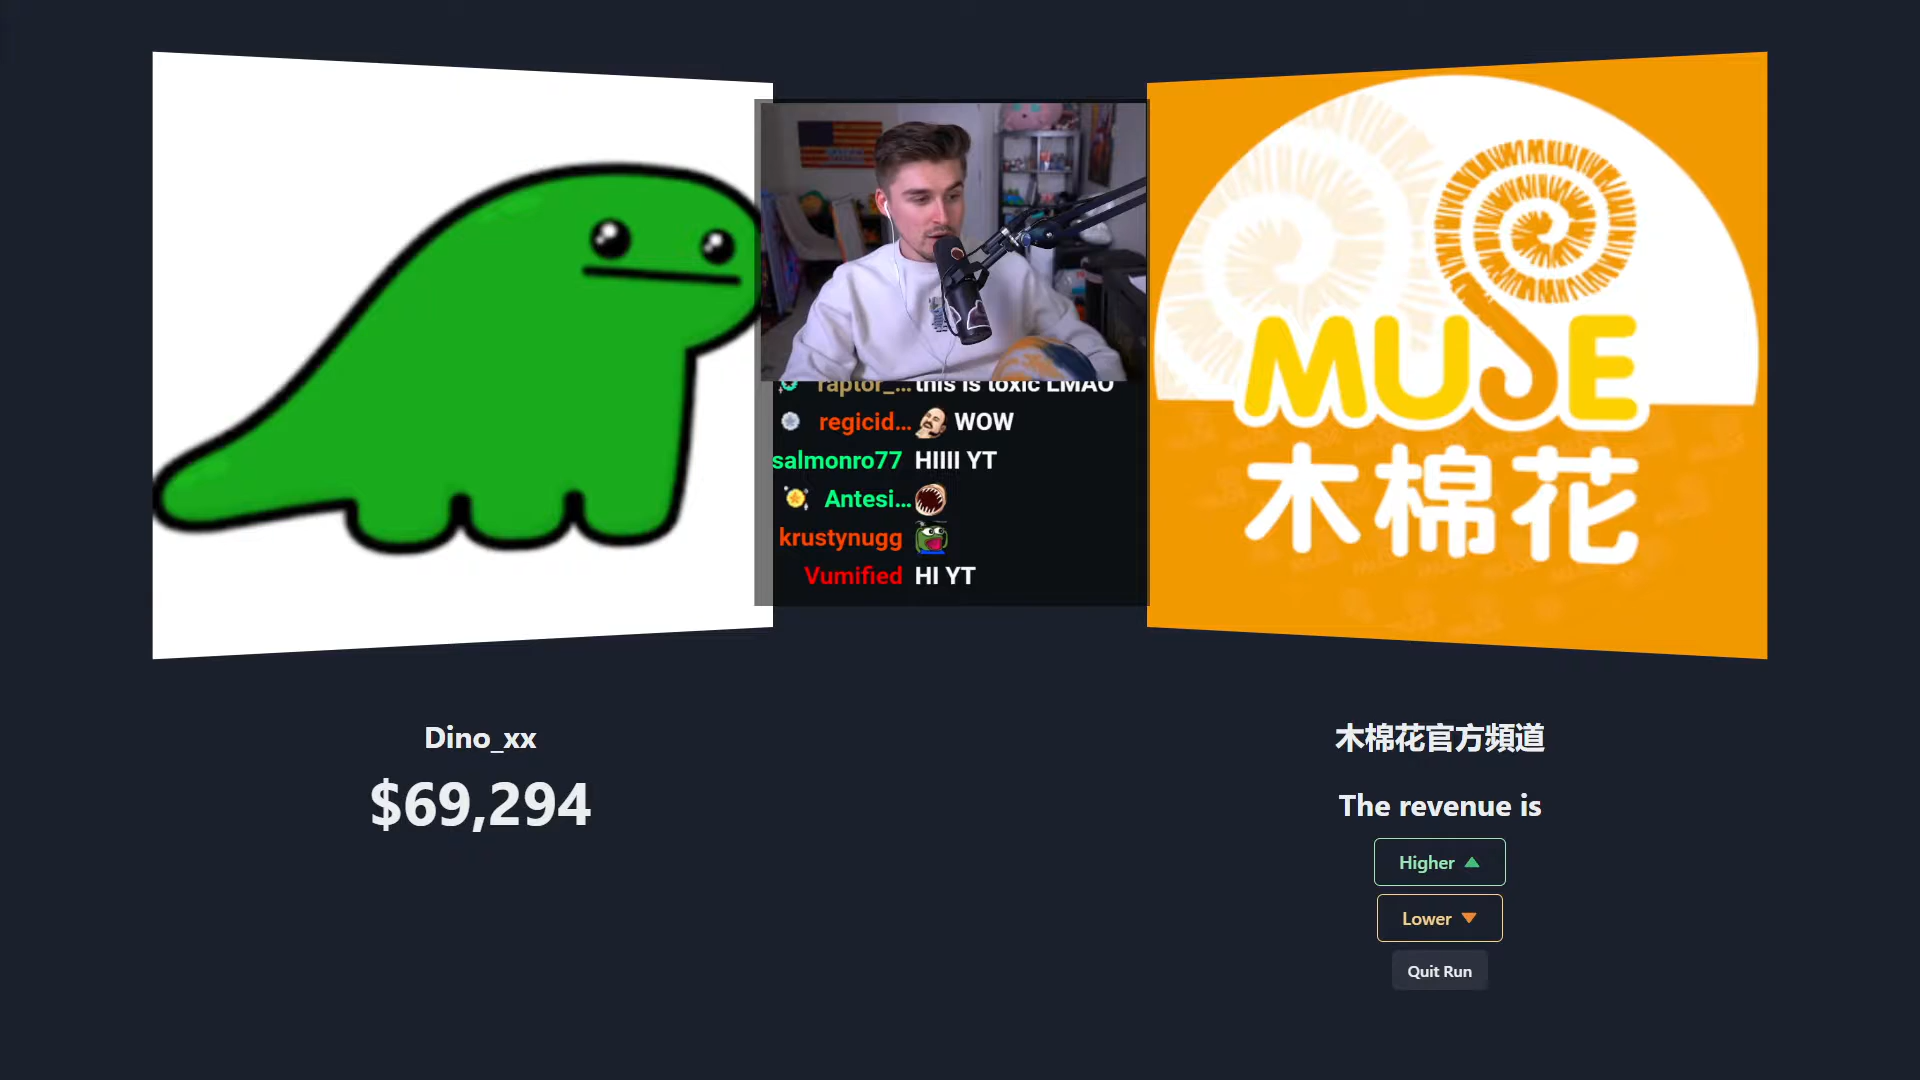 MUSE
木棉花
raptor_... this is toxic LMAO
regicid... WOW
salmonro77 HIIII YT
Antesi...
krustynugg
Vumified HI YT
Dino_xx
$69,294
木棉花官方頻道
The revenue is
Higher
Lower
Quit Run